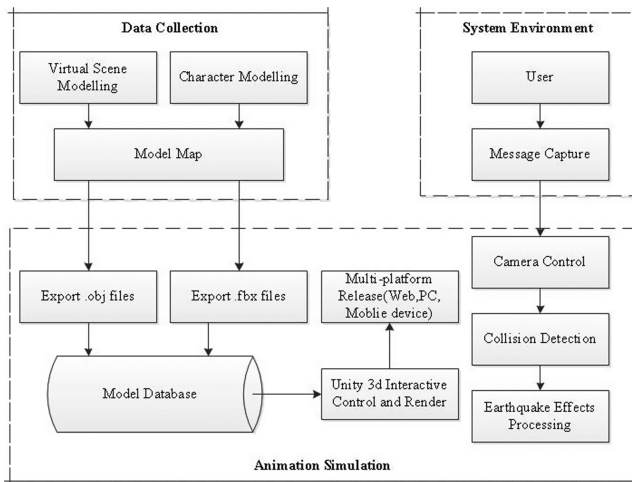 Data Collection
Virtual Scene
Modelling
Character Modelling
Model Map
System Environment
User
Message Capture
Export .obj files
Export .fbx files
Multi-platform
Release(Web,PC,
Moblie device)
Camera Control
Collision Detection
Model Database
Unity 3d Interactive
Control and Render
Earthquake Effects
Processing
Animation Simulation